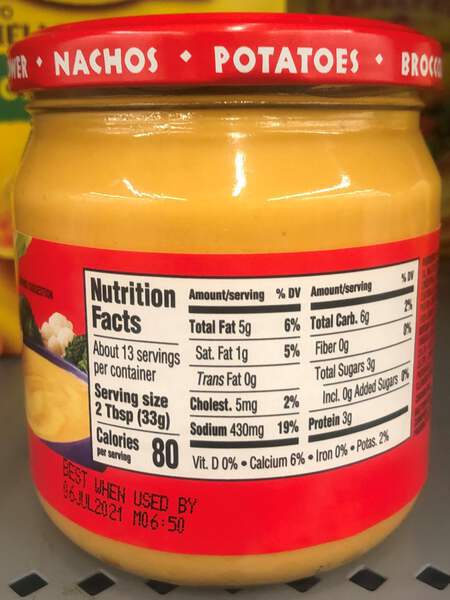 NACHOS • POTATOES •
Nutrition
Facts
About 13 servings
per container
Serving size
2 Tbsp (33g)
Calories
per serving
80
Amount/serving % DV
Total Fat 5g 6%
Sat. Fat 1g 5%
Trans Fat 0g
Cholest. 5mg 2%
Sodium 430mg 19%
Amount/serving % DV
Total Carb. 6g 2%
Fiber 0g 0%
Total Sugars 3g
Incl. 0g Added Sugars 0%
Protein 3g
Vit. D 0% • Calcium 6% • Iron 0% • Potas. 2%
BEST WHEN USED BY
06JUL2021 M06:50